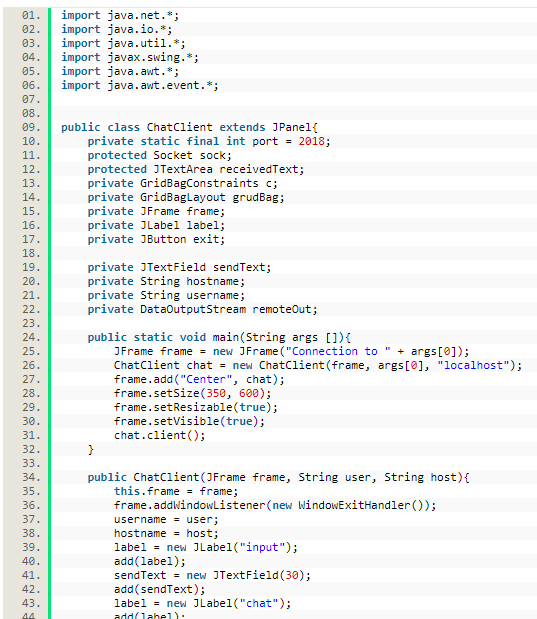 01. import java.net.*;
02. import java.io.*;
03. import java.util.*;
04. import javax.swing.*;
05. import java.awt.*;
06. import java.awt.event.*;
07.
08.
09. public class ChatClient extends JPanel{
10. private static final int port = 2018;
11. protected Socket sock;
12. protected JTextArea receivedText;
13. private GridBagConstraints c;
14. private GridBagLayout grudBag;
15. private JFrame frame;
16. private JLabel label;
17. private JButton exit;
18.
19. private JTextField sendText;
20. private String hostname;
21. private String username;
22. private DataOutputStream remoteOut;
23.
24. public static void main(String args []){
25. JFrame frame = new JFrame("Connection to " + args[0]);
26. ChatClient chat = new ChatClient(frame, args[0], "localhost");
27. frame.add("Center", chat);
28. frame.setSize(350, 600);
29. frame.setResizable(true);
30. frame.setVisible(true);
31. chat.client();
32. }
33.
34. public ChatClient(JFrame frame, String user, String host){
35. this.frame = frame;
36. frame.addWindowListener(new WindowExitHandler());
37. username = user;
38. hostname = host;
39. label = new JLabel("input");
40. add(label);
41. sendText = new JTextField(30);
42. add(sendText);
43. label = new JLabel("chat");
44. add(label);